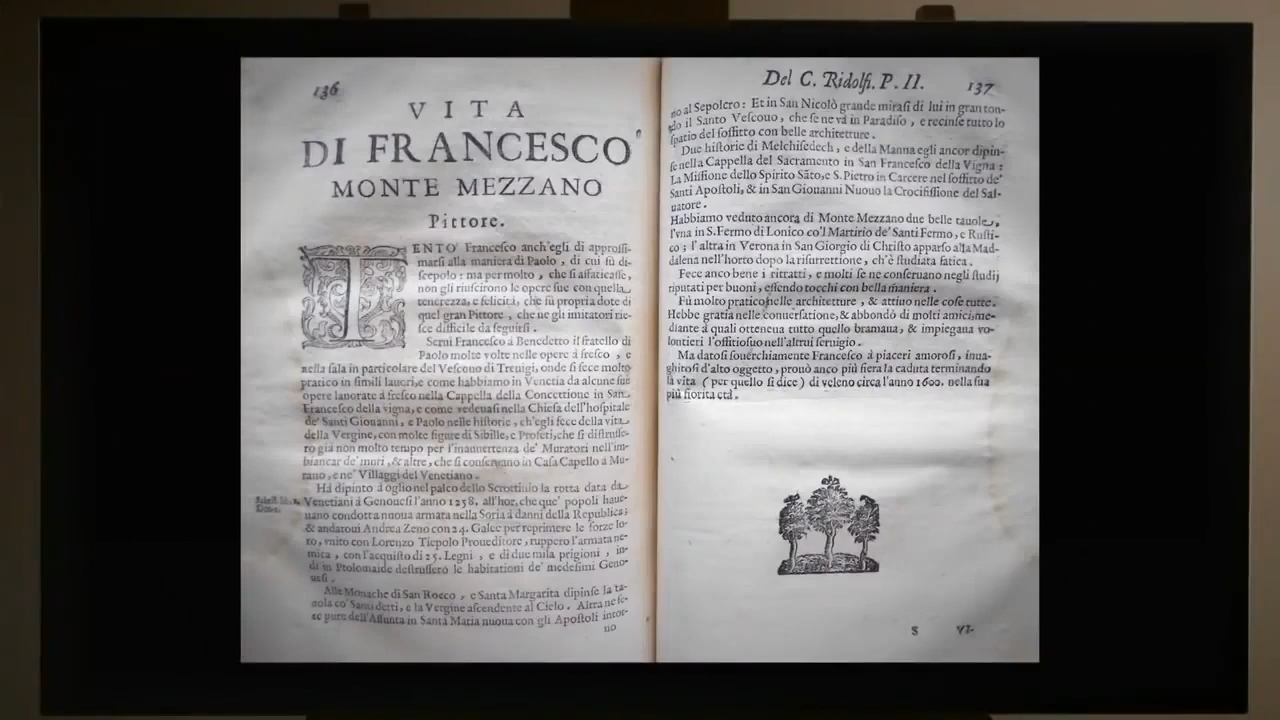 136
VITA
DI FRANCESCO
MONTE MEZZANO
Pittore.
TENTO' Francesco anch'egli di approssi-
marsi alla maniera di Paolo, di cui fù di-
scepolo: ma per molto, che si affaticasse,
non gli riuscirono le opere sue con quella
tenerezza, e felicità, che fù propria dote di
quel gran Pittore, che ne gli imitatori rie-
sce difficile da seguirsi.
Seruì Francesco à Benedetto il fratello di
Paolo molte volte nelle opere à fresco, e
nella sala in particolare del Vescouo di Treuigi, onde si fece molto
pratico in simili lauori, e come habbiamo in Venetia da alcune sue
opere lauorate à fresco nella Cappella della Concettione in San
Francesco della vigna, e come vedeuasi nella Chiesa dell'hospitale
de' Santi Giouanni, e Paolo nelle historie, ch'egli fece della vita
della Vergine, con molte figure di Sibille, e Profeti, che si distrusse-
ro già non molto tempo per l'inauuertenza de' Muratori nell'im-
biancar de' muri, & altre, che si conseruano in Casa Capello à Mu-
rano, e ne' Villaggi del Venetiano.
Hà dipinto à oglio nel palco dello Scrottinio la rotta data da
Venetiani à Genouesi l'anno 1258. all'hor, che que' popoli haue-
uano condotta nuoua armata nella Soria à danni della Republica;
& andatoui Andrea Zeno con 24. Galee per reprimere le forze lo-
ro, vnito con Lorenzo Tiepolo Proueditore, ruppero l'armata ne-
mica, con l'acquisto di 25. Legni, e di due mila prigioni, in-
di in Ptolomaide destrussero le habitationi de' medesimi Geno-
uesi.
Alle Monache di San Rocco, e Santa Margarita dipinse la ta-
uola co' Santi detti, e la Vergine ascendente al Cielo. Altra ne fe-
ce pure dell'Assunta in Santa Maria nuoua con gli Apostoli intor-
no
Del C. Ridolfi. P. II.
137
no al Sepolcro: Et in San Nicolò grande mirasi di lui in gran ton-
do il Santo Vescouo, che se ne và in Paradiso, e recinse tutto lo
spatio del soffitto con belle architetture.
Due historie di Melchisedech, e della Manna egli ancor dipin-
se nella Cappella del Sacramento in San Francesco della Vigna:
La Missione dello Spirito Sãto, e S. Pietro in Carcere nel soffitto de'
Santi Apostoli, & in San Giouanni Nuouo la Crocifissione del Sal-
uatore.
Habbiamo veduto ancora di Monte Mezzano due belle tauole,
l'vna in S. Fermo di Lonico co'l Martirio de' Santi Fermo, e Rusti-
co; l'altra in Verona in San Giorgio di Christo apparso alla Mad-
dalena nell'horto dopo la risurrettione, ch'è studiata fatica.
Fece anco bene i ritratti, e molti se ne conseruano negli studij
riputati per buoni, essendo tocchi con bella maniera.
Fù molto pratico nelle architetture, & attiuo nelle cose tutte.
Hebbe gratia nelle conuersatione, & abbondò di molti amici, me-
diante à quali otteneua tutto quello bramaua, & impiegaua vo-
lontieri l'offitioso nell'altrui seruigio.
Ma datosi souerchiamente Francesco à piaceri amorosi, inua-
ghitosi d'alto oggetto, prouò anco più fiera la caduta terminando
la vita (per quello si dice) di veleno circa l'anno 1600. nella sua
più fiorita età.
S VI-